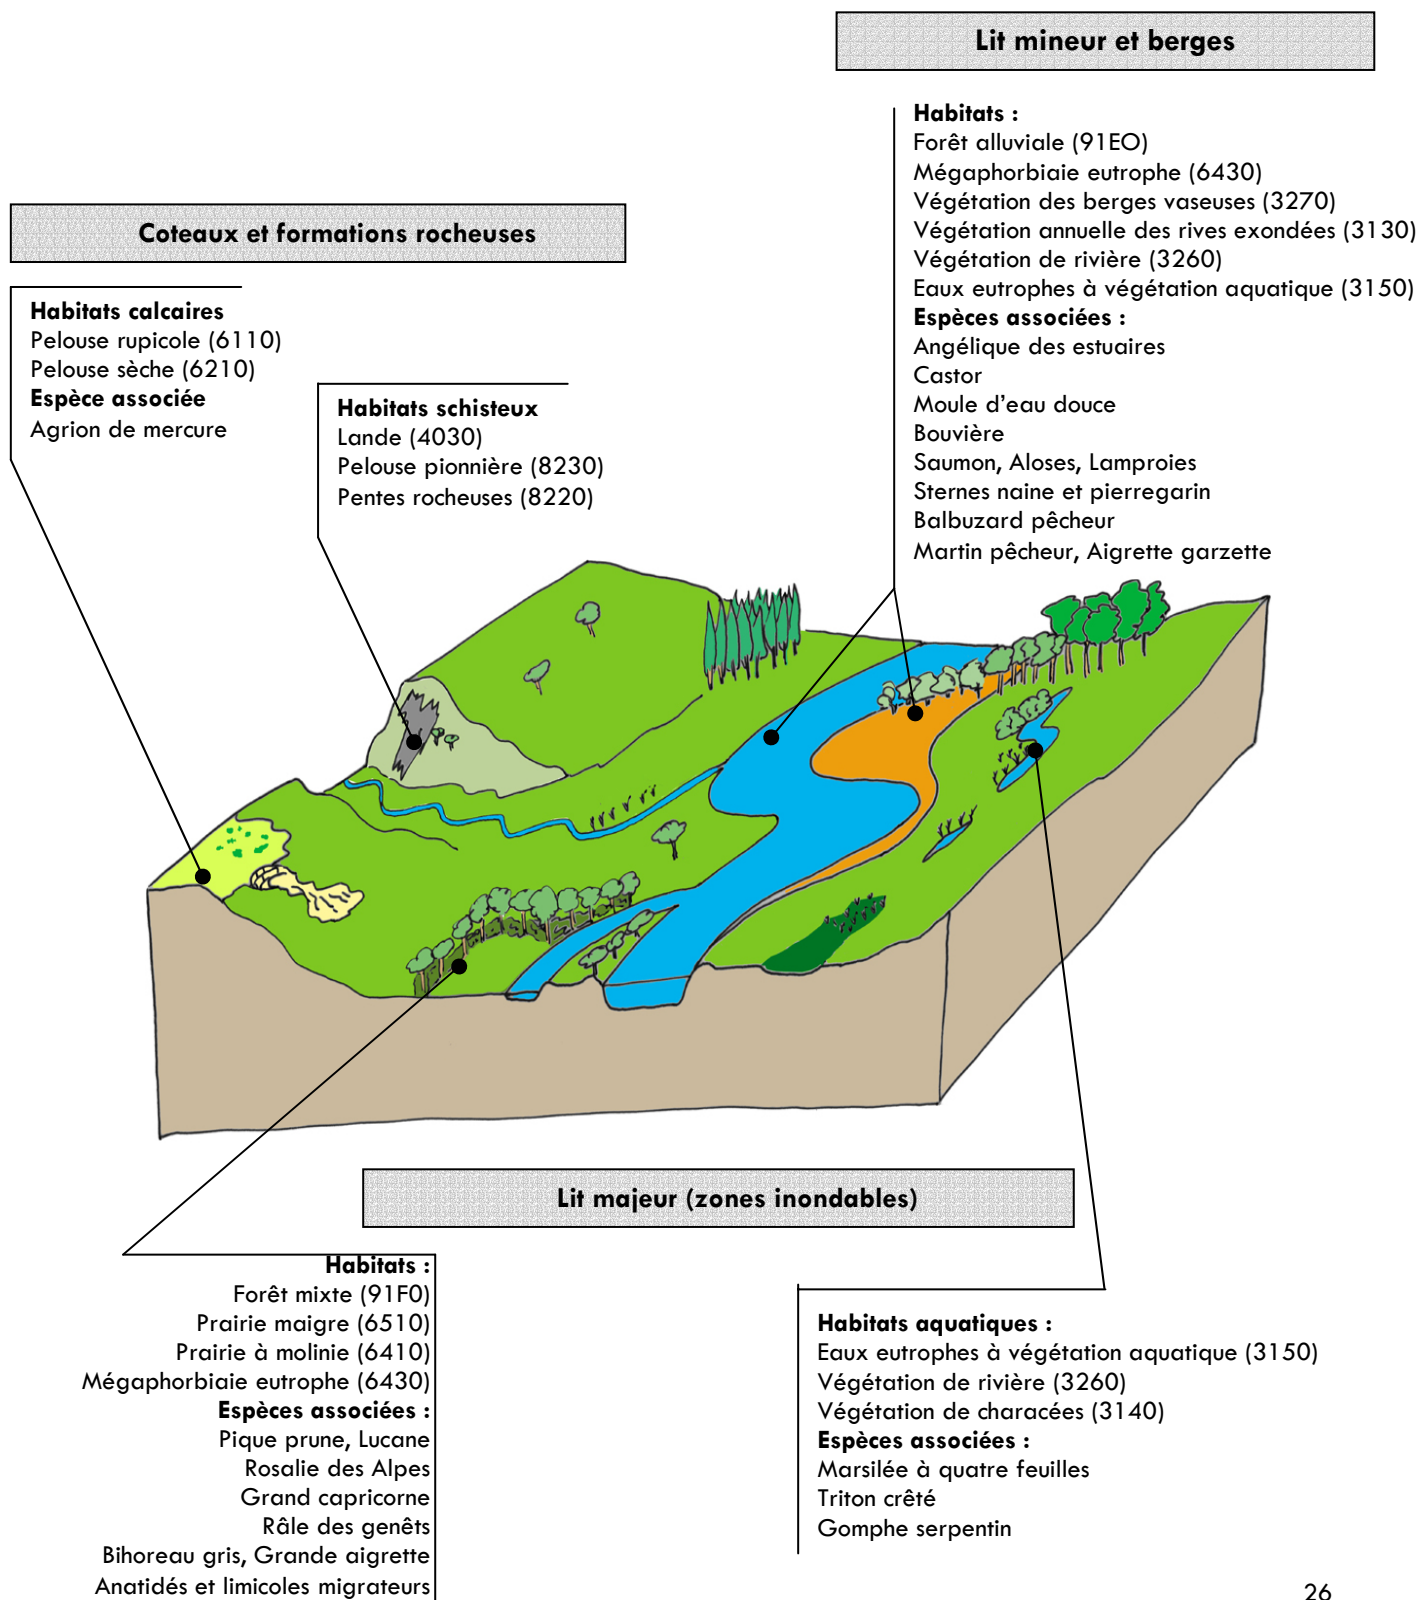 Lit mineur et berges
Habitats :
Forêt alluviale (91EO)
Mégaphorbiaie eutrophe (6430)
Végétation des berges vaseuses (3270)
Végétation annuelle des rives exondées (3130)
Végétation de rivière (3260)
Eaux eutrophes à végétation aquatique (3150)
Espèces associées :
Angélique des estuaires
Castor
Moule d'eau douce
Bouvière
Saumon, Aloses, Lamproies
Sternes naine et pierregarin
Balbuzard pêcheur
Martin pêcheur, Aigrette garzette
Coteaux et formations rocheuses
Habitats calcaires
Pelouse rupicole (6110)
Pelouse sèche (6210)
Espèce associée
Agrion de mercure
Habitats schisteux
Lande (4030)
Pelouse pionnière (8230)
Pentes rocheuses (8220)
Lit majeur (zones inondables)
Habitats :
Forêt mixte (91F0)
Prairie maigre (6510)
Prairie à molinie (6410)
Mégaphorbiaie eutrophe (6430)
Espèces associées :
Pique prune, Lucane
Rosalie des Alpes
Grand capricorne
Râle des genêts
Bihoreau gris, Grande aigrette
Anatidés et limicoles migrateurs
Habitats aquatiques :
Eaux eutrophes à végétation aquatique (3150)
Végétation de rivière (3260)
Végétation de characées (3140)
Espèces associées :
Marsilée à quatre feuilles
Triton crêté
Gomphe serpentin
26